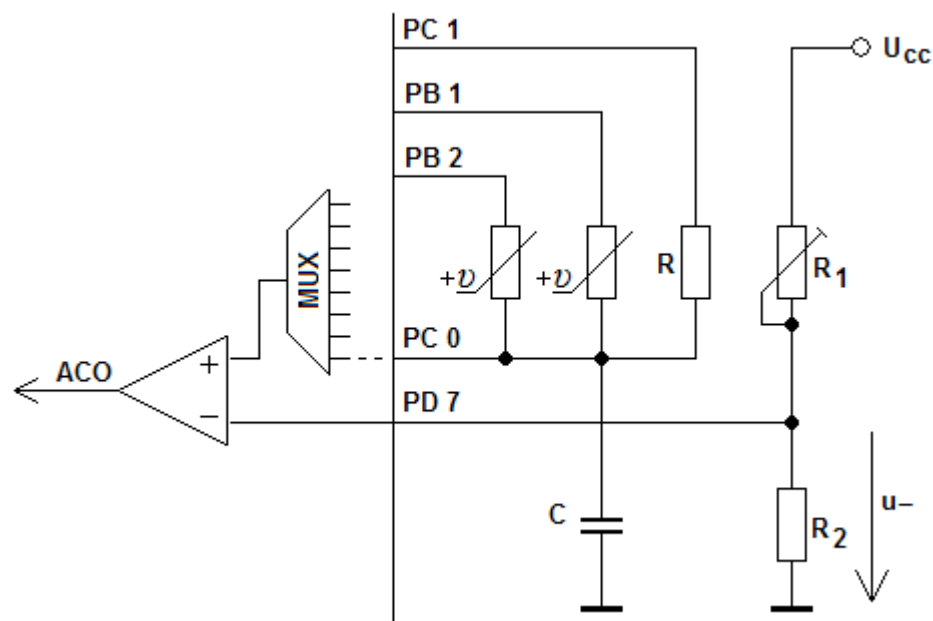 PC 1
U CC
PB 1
PB 2
MUX
+υ
+υ
R
R 1
PC 0
ACO
+
PD 7
−
C
R 2
u−